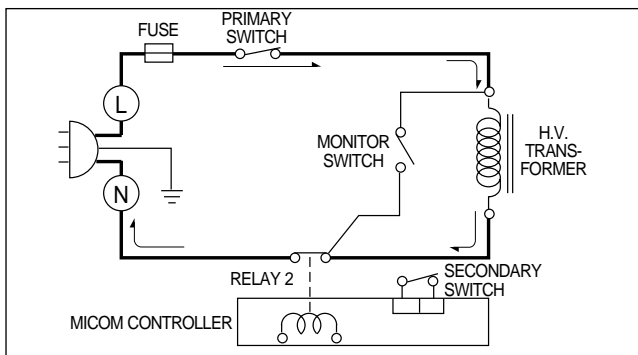 FUSE
PRIMARY
SWITCH
L
MONITOR
SWITCH
H.V.
TRANS-
FORMER
N
RELAY 2
SECONDARY
SWITCH
MICOM CONTROLLER